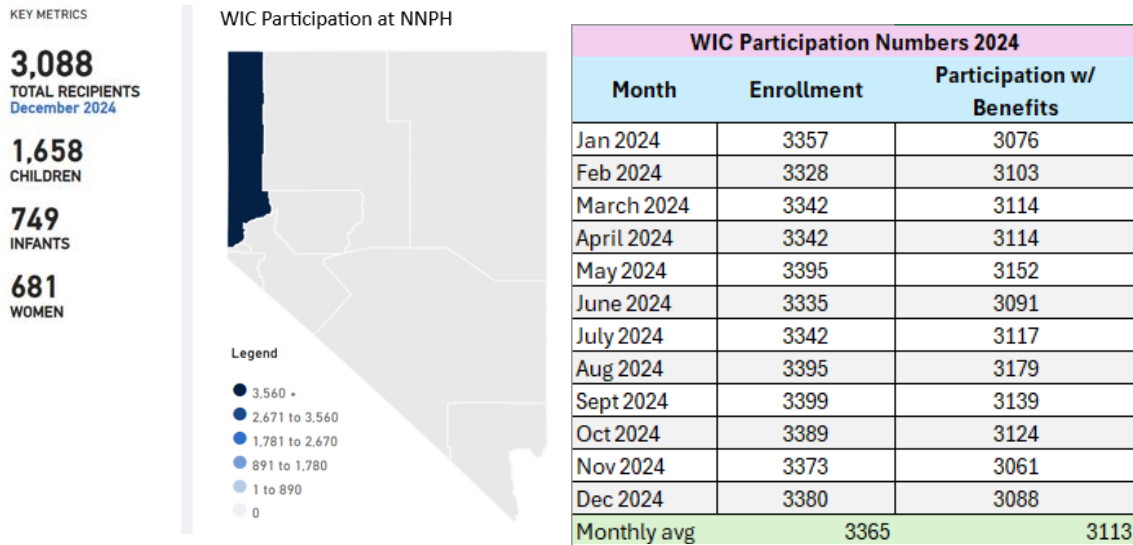 KEY METRICS
3,088
TOTAL RECIPIENTS
December 2024
1,658
CHILDREN
749
INFANTS
681
WOMEN
WIC Participation at NNPH
Legend
3,560 +
2,671 to 3,560
1,781 to 2,670
891 to 1,780
1 to 890
0
WIC Participation Numbers 2024
Month Enrollment Participation w/ Benefits
Jan 2024 3357 3076
Feb 2024 3328 3103
March 2024 3342 3114
April 2024 3342 3114
May 2024 3395 3152
June 2024 3335 3091
July 2024 3342 3117
Aug 2024 3395 3179
Sept 2024 3399 3139
Oct 2024 3389 3124
Nov 2024 3373 3061
Dec 2024 3380 3088
Monthly avg 3365 3113